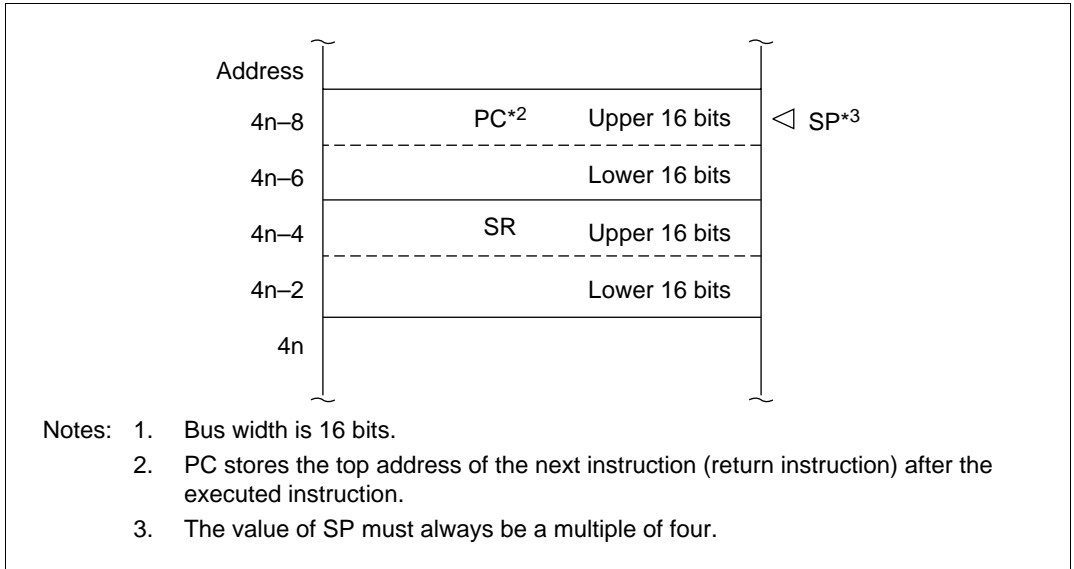 Address
4n–8 PC*2 Upper 16 bits ◁ SP*3
4n–6 Lower 16 bits
4n–4 SR Upper 16 bits
4n–2 Lower 16 bits
4n
Notes: 1. Bus width is 16 bits.
2. PC stores the top address of the next instruction (return instruction) after the
executed instruction.
3. The value of SP must always be a multiple of four.